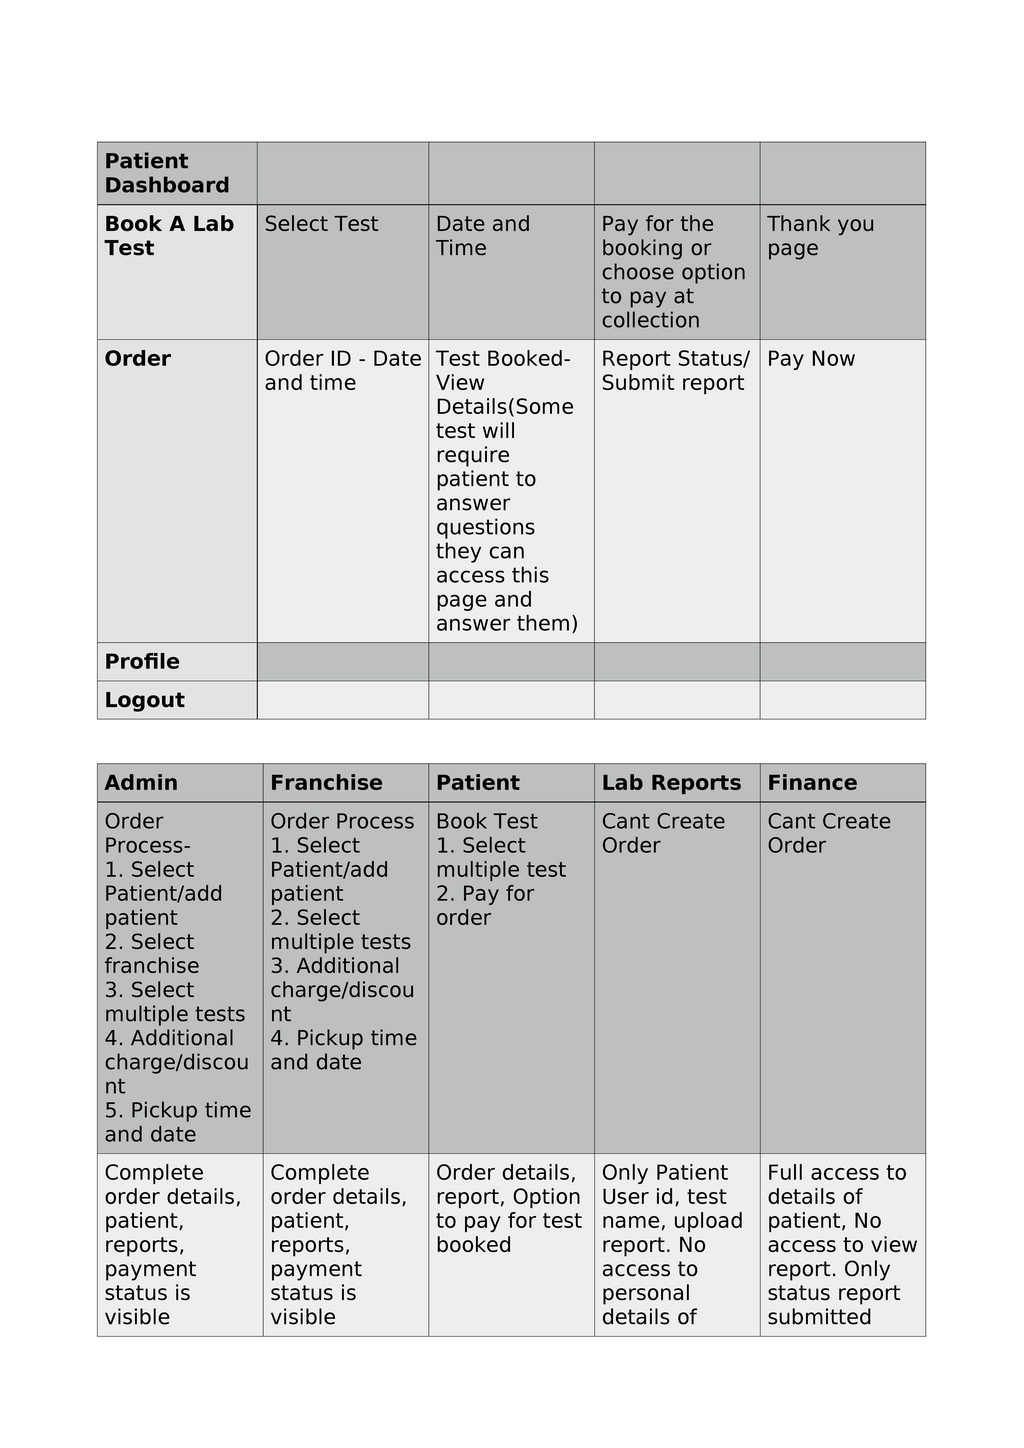 Patient
Dashboard
Book A Lab
Test
Select Test
Date and
Time
Pay for the
booking or
choose option
to pay at
collection
Thank you
page
Order
Order ID - Date
and time
Test Booked-
View
Details(Some
test will
require
patient to
answer
questions
they can
access this
page and
answer them)
Report Status/
Submit report
Pay Now
Profile
Logout
Admin
Franchise
Patient
Lab Reports
Finance
Order
Process-
1. Select
Patient/add
patient
2. Select
franchise
3. Select
multiple tests
4. Additional
charge/discou
nt
5. Pickup time
and date
Order Process
1. Select
Patient/add
patient
2. Select
multiple tests
3. Additional
charge/discou
nt
4. Pickup time
and date
Book Test
1. Select
multiple test
2. Pay for
order
Cant Create
Order
Cant Create
Order
Complete
order details,
patient,
reports,
payment
status is
visible
Complete
order details,
patient,
reports,
payment
status is
visible
Order details,
report, Option
to pay for test
booked
Only Patient
User id, test
name, upload
report. No
access to
personal
details of
Full access to
details of
patient, No
access to view
report. Only
status report
submitted